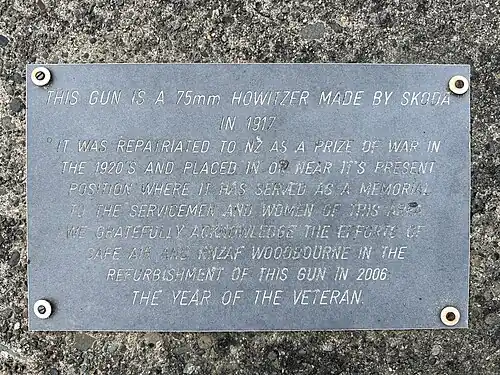 THIS GUN IS A 75mm HOWITZER MADE BY SKODA
IN 1917.
IT WAS REPATRIATED TO NZ AS A PRIZE OF WAR IN
THE 1920'S AND PLACED IN OR NEAR IT'S PRESENT
POSITION WHERE IT HAS SERVED AS A MEMORIAL
TO THE SERVICEMEN AND WOMEN OF THIS AREA.
WE GRATEFULLY ACKNOWLEDGE THE EFFORTS OF
SAFE AIR AND RNZAF WOODBOURNE IN THE
REFURBISHMENT OF THIS GUN IN 2006.
THE YEAR OF THE VETERAN.